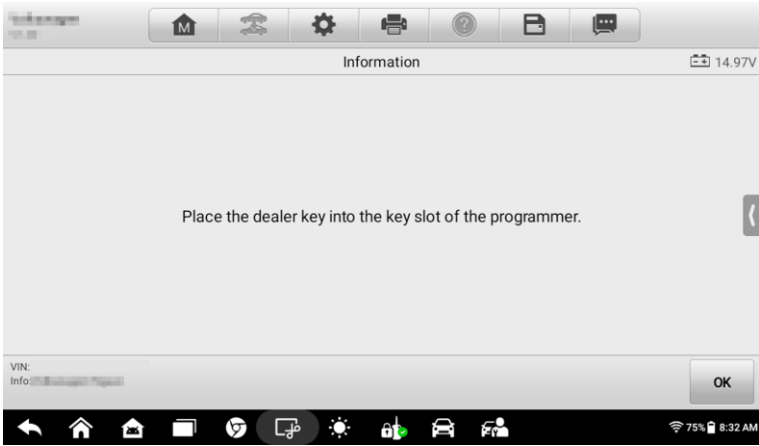 M
Information
14.97V
Place the dealer key into the key slot of the programmer.
VIN:
Info:
OK
75% 8:32 AM